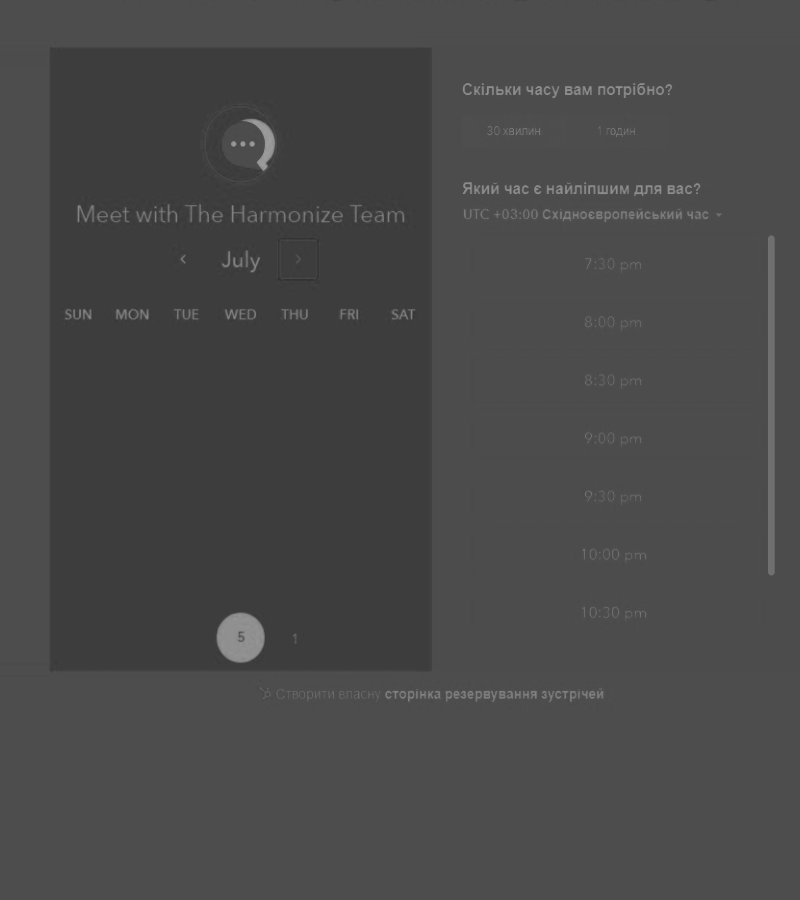 Meet with The Harmonize Team
July
SUN MON TUE WED THU FRI SAT
5 1
Скільки часу вам потрібно?
30 хвилин 1 годин
Який час є найліпшим для вас?
UTC +03:00 Східноєвропейський час
7:30 pm
8:00 pm
8:30 pm
9:00 pm
9:30 pm
10:00 pm
10:30 pm
Створити власну сторінка резервування зустрічей